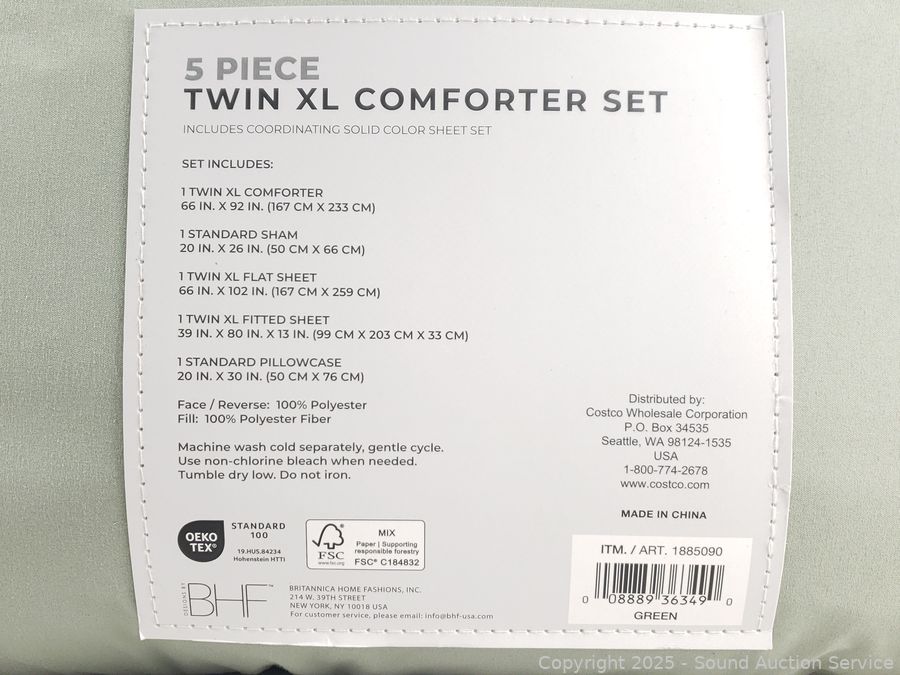 5 PIECE
TWIN XL COMFORTER SET
INCLUDES COORDINATING SOLID COLOR SHEET SET
SET INCLUDES:
1 TWIN XL COMFORTER
66 IN. X 92 IN. (167 CM X 233 CM)
1 STANDARD SHAM
20 IN. X 26 IN. (50 CM X 66 CM)
1 TWIN XL FLAT SHEET
66 IN. X 102 IN. (167 CM X 259 CM)
1 TWIN XL FITTED SHEET
39 IN. X 80 IN. X 13 IN. (99 CM X 203 CM X 33 CM)
1 STANDARD PILLOWCASE
20 IN. X 30 IN. (50 CM X 76 CM)
Face / Reverse: 100% Polyester
Fill: 100% Polyester Fiber
Machine wash cold separately, gentle cycle.
Use non-chlorine bleach when needed.
Tumble dry low. Do not iron.
Distributed by:
Costco Wholesale Corporation
P.O. Box 34535
Seattle, WA 98124-1535
USA
1-800-774-2678
www.costco.com
MADE IN CHINA
OEKO
TEX®
STANDARD
100
19.HUS.84234
Hohenstein HTTI
FSC
www.fsc.org
MIX
Paper | Supporting
responsible forestry
FSC® C184832
DESIGNS BY
BHF™
BRITANNICA HOME FASHIONS, INC.
214 W. 39TH STREET
NEW YORK, NY 10018 USA
For customer service, please email: info@bhf-usa.com
ITM. / ART. 1885090
0 08889 36349 0
GREEN
Copyright 2025 - Sound Auction Service